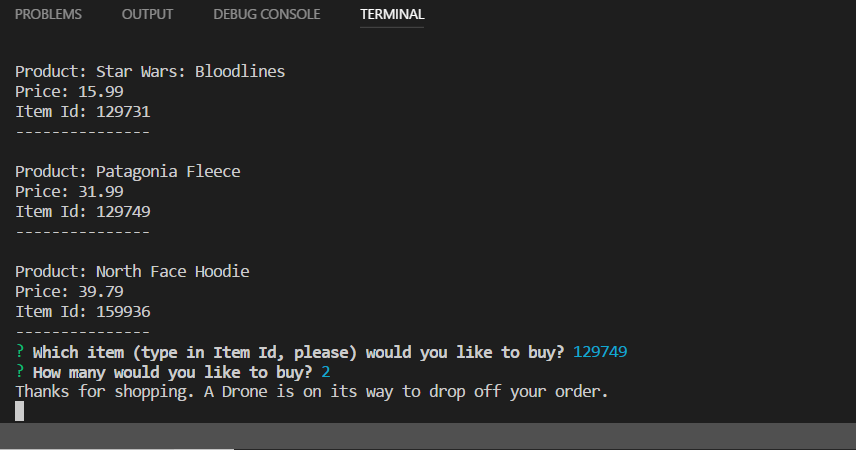 PROBLEMS OUTPUT DEBUG CONSOLE TERMINAL
Product: Star Wars: Bloodlines
Price: 15.99
Item Id: 129731
---------------
Product: Patagonia Fleece
Price: 31.99
Item Id: 129749
---------------
Product: North Face Hoodie
Price: 39.79
Item Id: 159936
---------------
? Which item (type in Item Id, please) would you like to buy? 129749
? How many would you like to buy? 2
Thanks for shopping. A Drone is on its way to drop off your order.